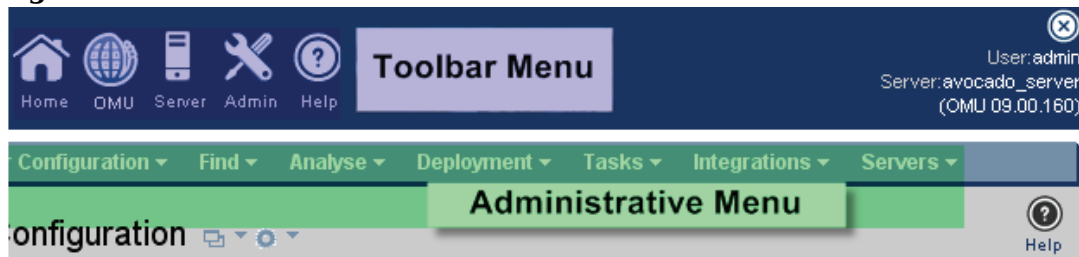 Home OMU Server Admin Help
Toolbar Menu
User:admin
Server:avocado_server
(OMU 09.00.160)
Configuration Find Analyse Deployment Tasks Integrations Servers
Administrative Menu
onfiguration
Help